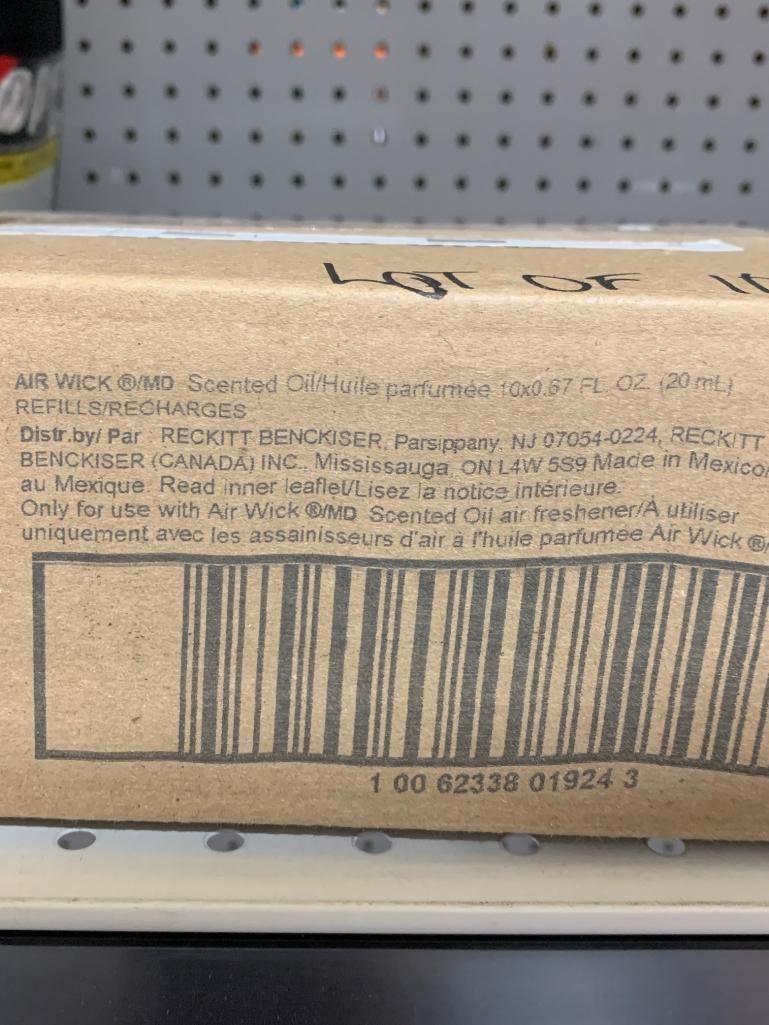 LOT OF 10
AIR WICK ®/MD Scented Oil/Huile parfumée 10x0.67 FL. OZ. (20 mL)
REFILLS/RECHARGES
Distr.by/ Par : RECKITT BENCKISER, Parsippany, NJ 07054-0224, RECKITT
BENCKISER (CANADA) INC., Mississauga, ON L4W 5S9 Made in Mexico/
au Mexique. Read inner leaflet/Lisez la notice intérieure.
Only for use with Air Wick ®/MD Scented Oil air freshener/À utiliser
uniquement avec les assainisseurs d'air à l'huile parfumée Air Wick ®/
1 00 62338 01924 3